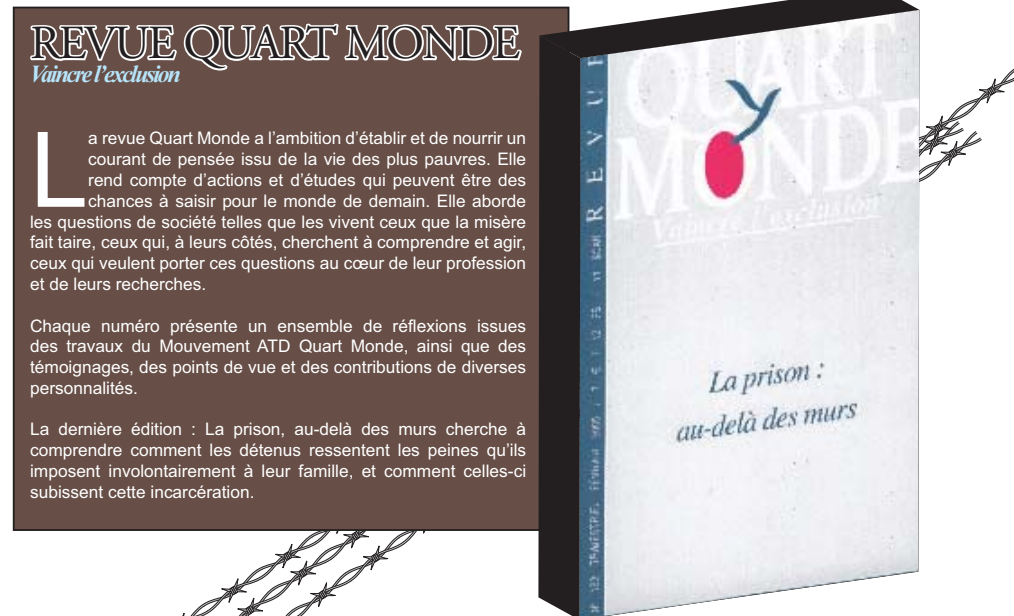 REVUE QUART MONDE
Vaincre l'exclusion
La revue Quart Monde a l'ambition d'établir et de nourrir un
courant de pensée issu de la vie des plus pauvres. Elle
rend compte d'actions et d'études qui peuvent être des
chances à saisir pour le monde de demain. Elle aborde
les questions de société telles que les vivent ceux que la misère
fait taire, ceux qui, à leurs côtés, cherchent à comprendre et agir,
ceux qui veulent porter ces questions au cœur de leur profession
et de leurs recherches.
Chaque numéro présente un ensemble de réflexions issues
des travaux du Mouvement ATD Quart Monde, ainsi que des
témoignages, des points de vue et des contributions de diverses
personnalités.
La dernière édition : La prison, au-delà des murs cherche à
comprendre comment les détenus ressentent les peines qu'ils
imposent involontairement à leur famille, et comment celles-ci
subissent cette incarcération.
REVUE
QUART
MONDE
Vaincre l'exclusion
La prison :
au-delà des murs